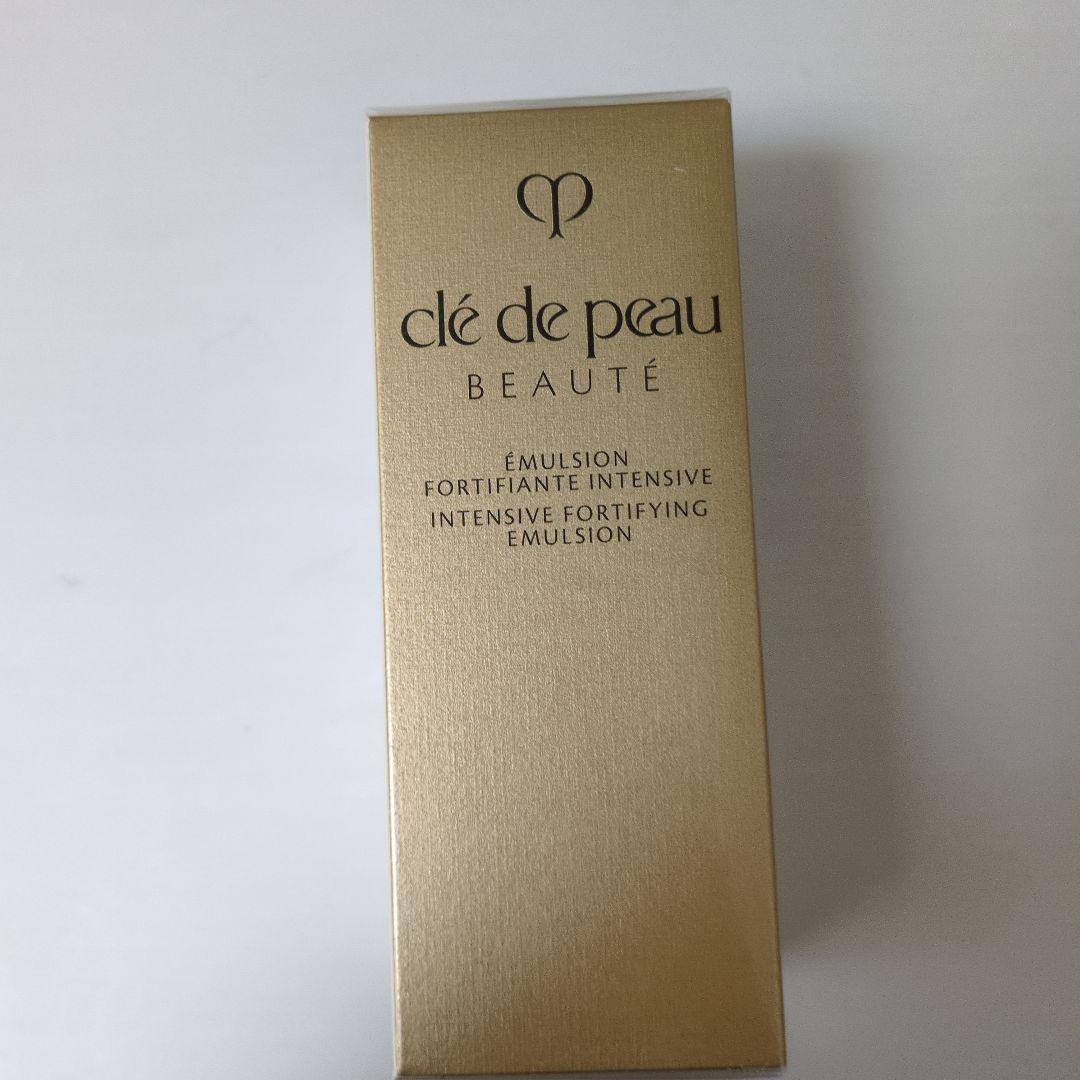 clé de peau
BEAUTÉ
ÉMULSION
FORTIFIANTE INTENSIVE
INTENSIVE FORTIFYING
EMULSION